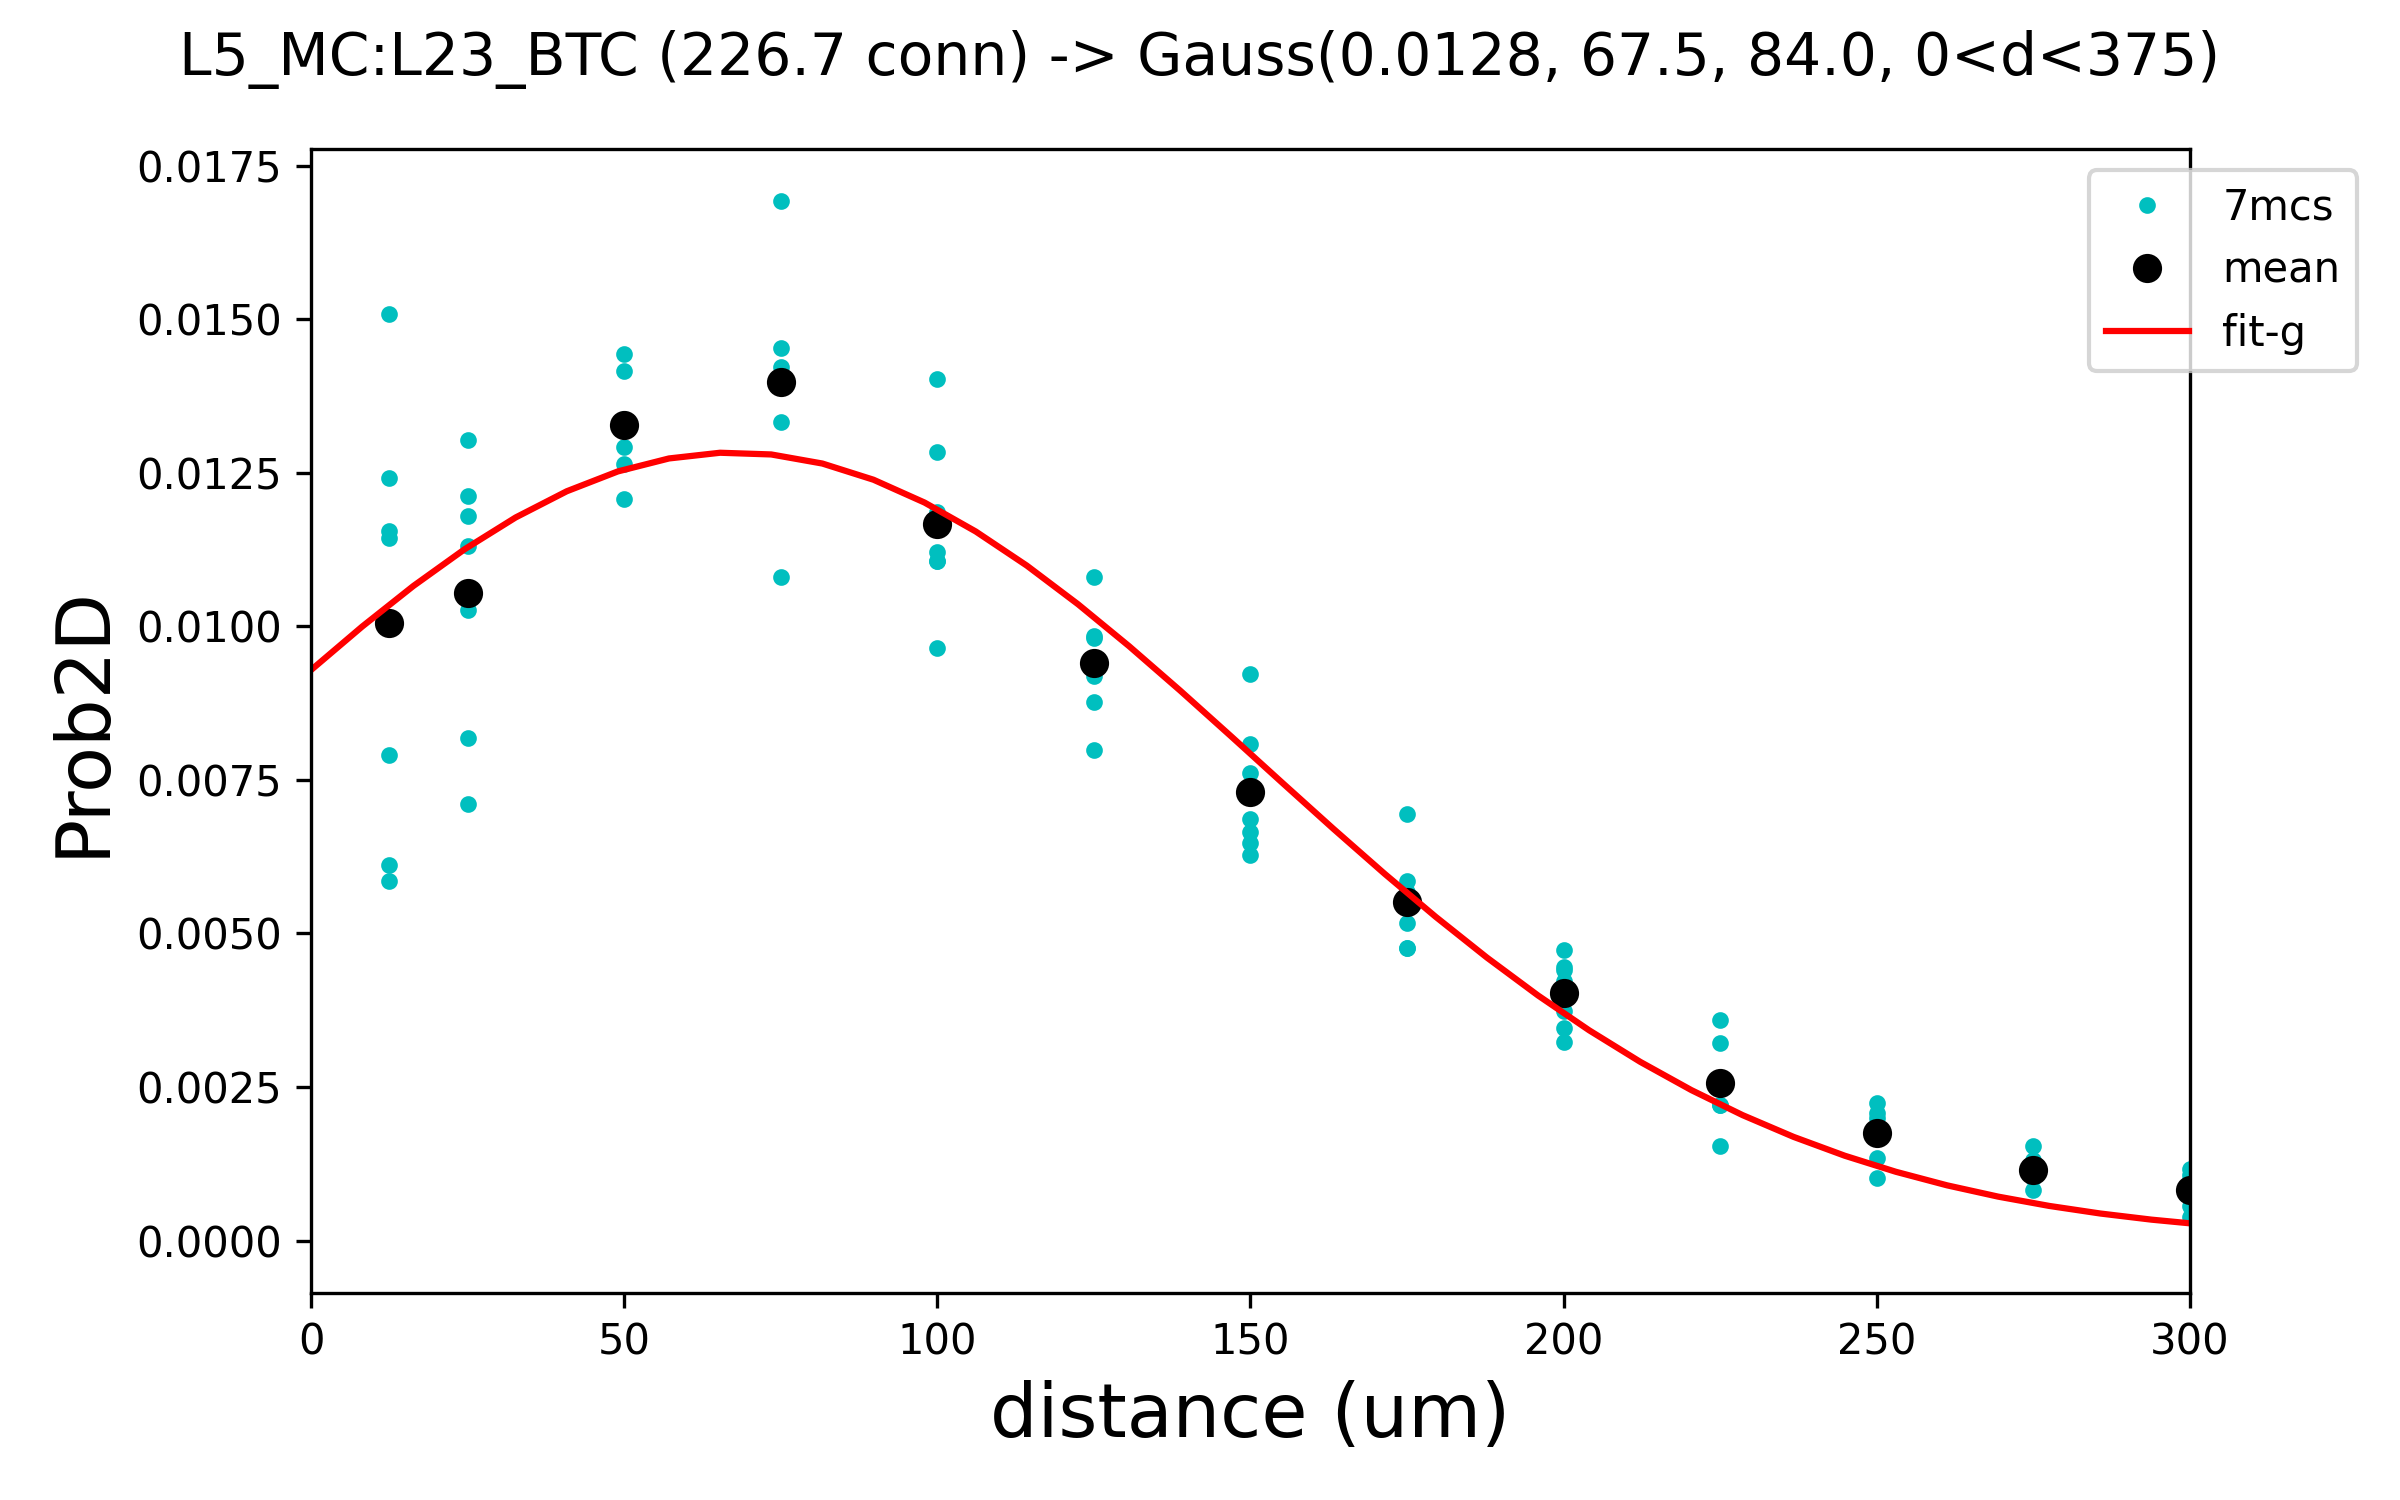 L5_MC:L23_BTC (226.7 conn) -> Gauss(0.0128, 67.5, 84.0, 0<d<375)
0.0175
0.0150
0.0125
0.0100
0.0075
0.0050
0.0025
0.0000
Prob2D
7mcs
mean
fit-g
0 50 100 150 200 250 300
distance (um)